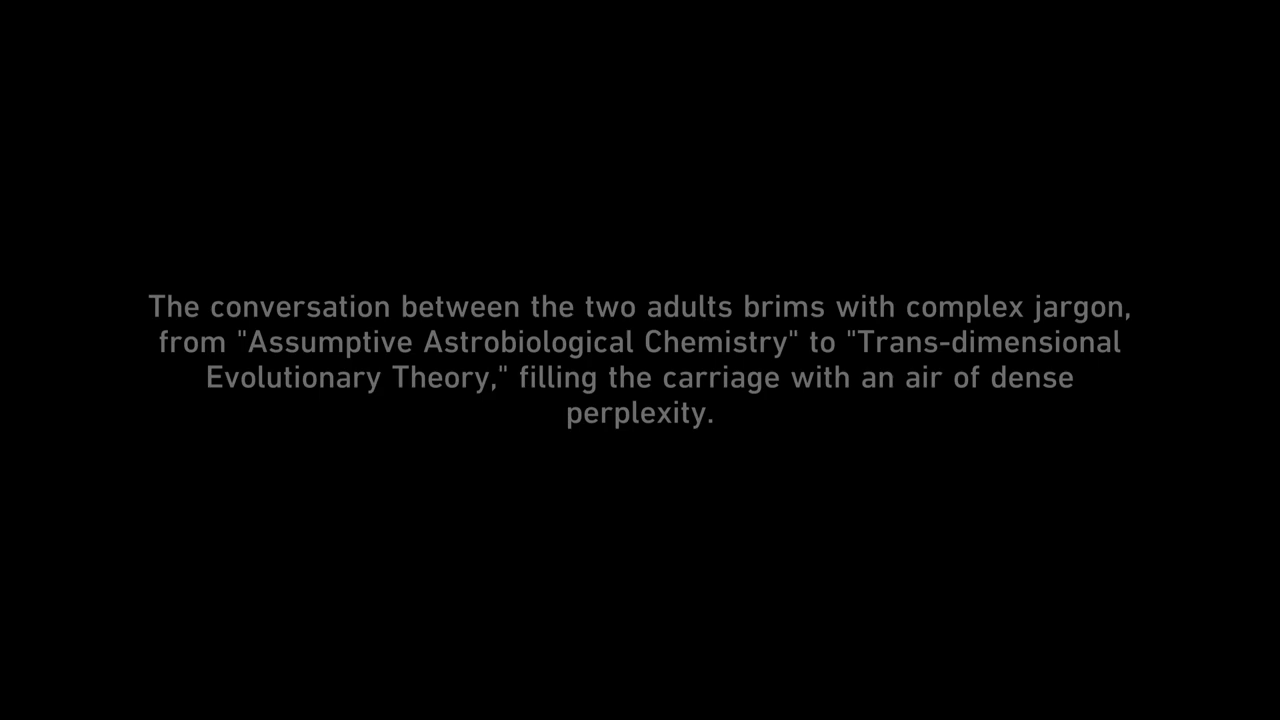 The conversation between the two adults brims with complex jargon,
from "Assumptive Astrobiological Chemistry" to "Trans-dimensional
Evolutionary Theory," filling the carriage with an air of dense
perplexity.